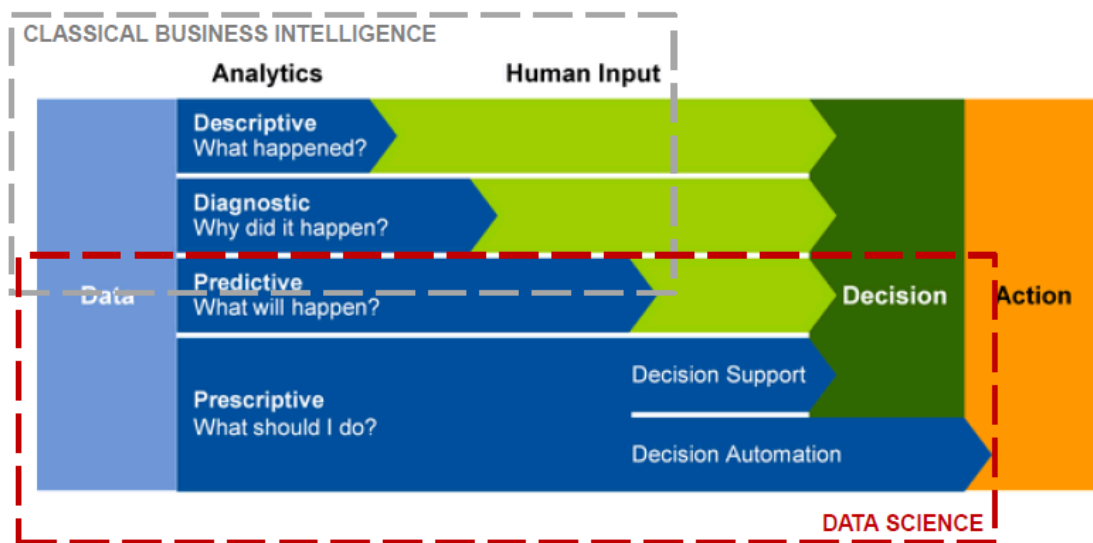 CLASSICAL BUSINESS INTELLIGENCE
Analytics
Human Input
Descriptive
What happened?
Diagnostic
Why did it happen?
Predictive
What will happen?
Data
Decision
Action
Prescriptive
What should I do?
Decision Support
Decision Automation
DATA SCIENCE